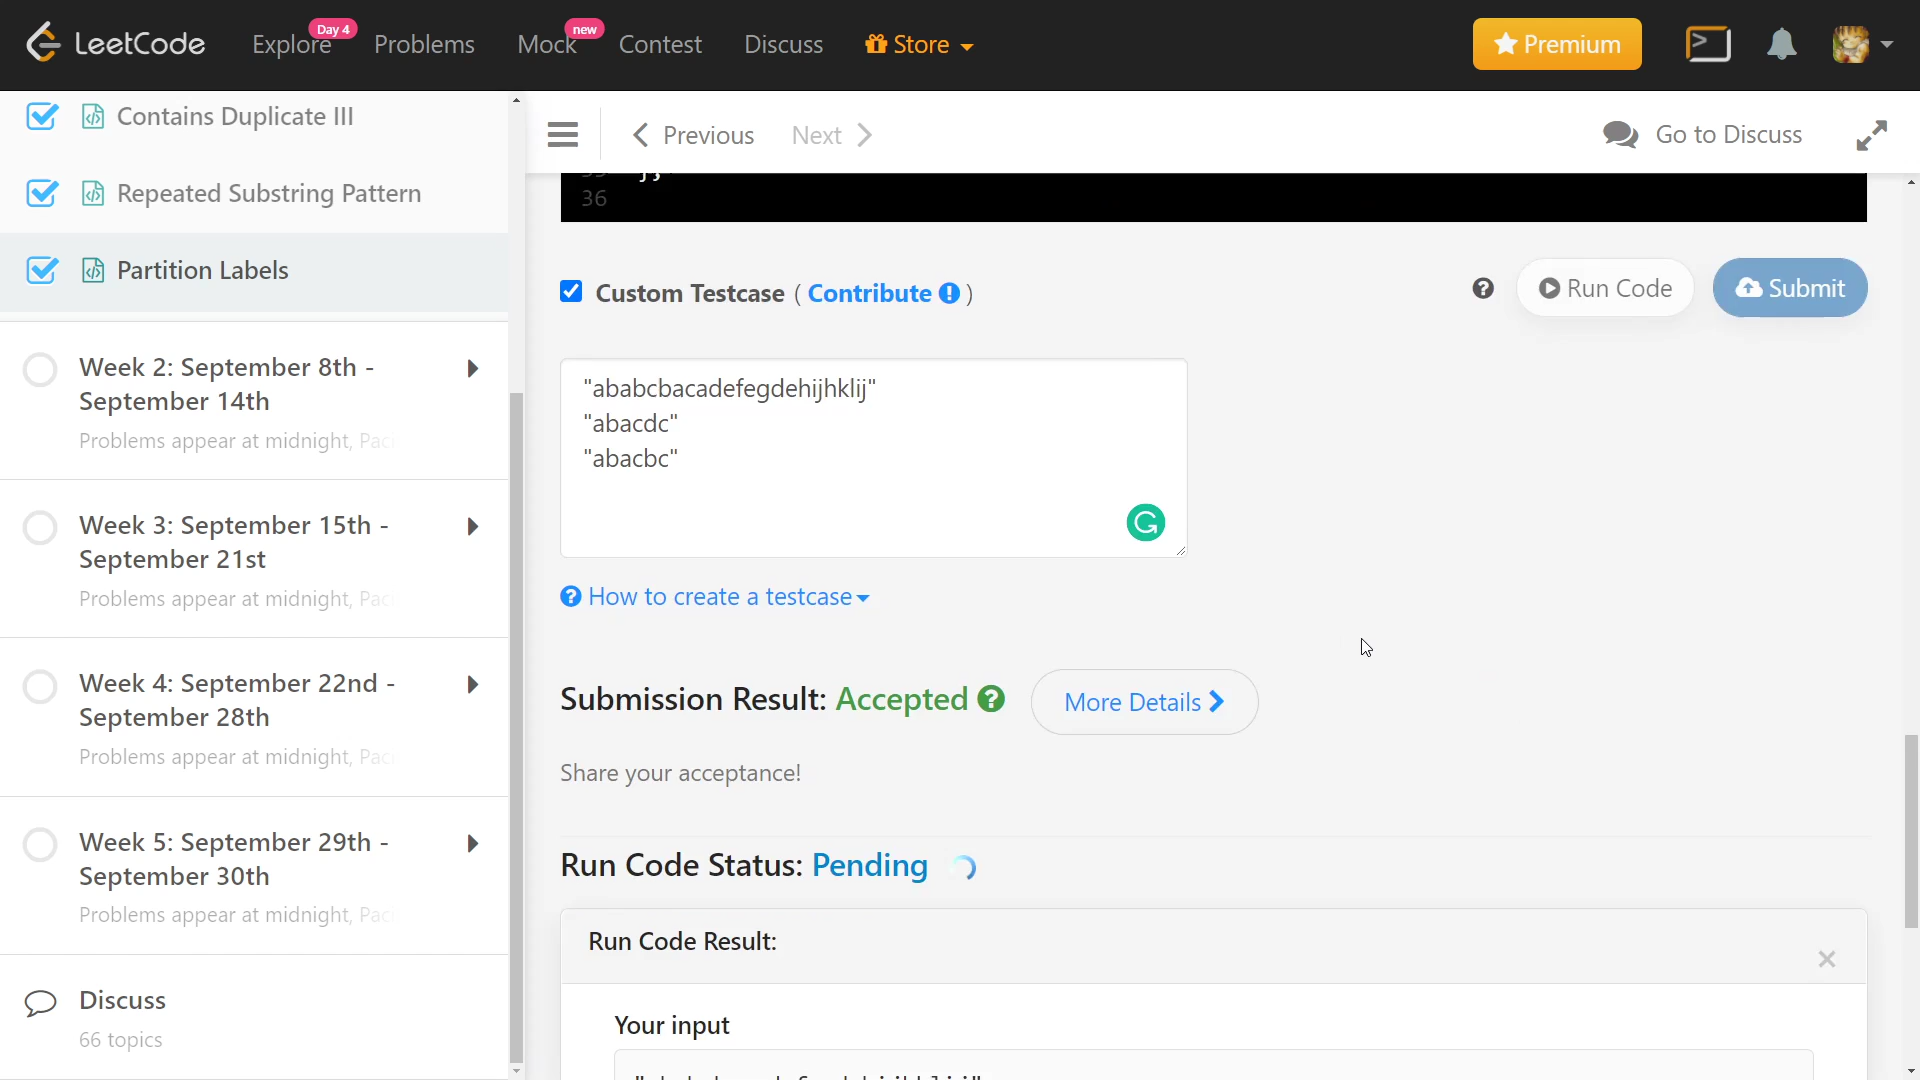 LeetCode
Explore
Day 4
Problems
Mock
new
Contest
Discuss
Store
Premium
Contains Duplicate III
Repeated Substring Pattern
Partition Labels
Week 2: September 8th -
September 14th
Problems appear at midnight, Pac
Week 3: September 15th -
September 21st
Problems appear at midnight, Pac
Week 4: September 22nd -
September 28th
Problems appear at midnight, Pac
Week 5: September 29th -
September 30th
Problems appear at midnight, Pac
Discuss
66 topics
Previous
Next
Go to Discuss
36
Custom Testcase ( Contribute )
Run Code
Submit
"ababcbacadefegdehijhklij"
"abacdc"
"abacbc"
How to create a testcase
Submission Result: Accepted
More Details
Share your acceptance!
Run Code Status: Pending
Run Code Result:
Your input